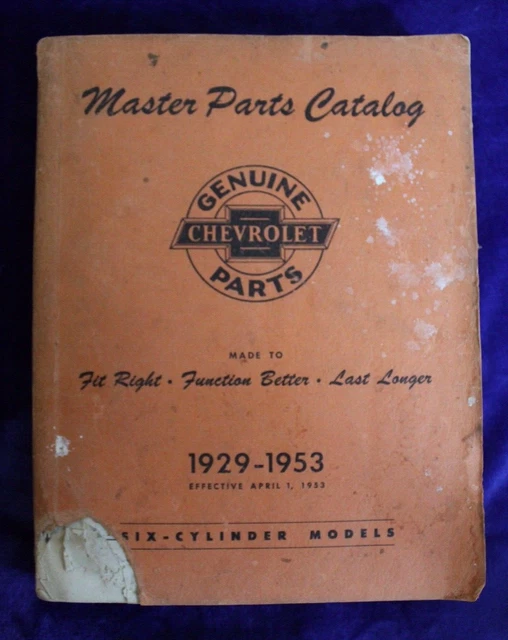 Master Parts Catalog
GENUINE
CHEVROLET
PARTS
MADE TO
Fit Right • Function Better • Last Longer
1929-1953
EFFECTIVE APRIL 1, 1953
-SIX-CYLINDER MODELS